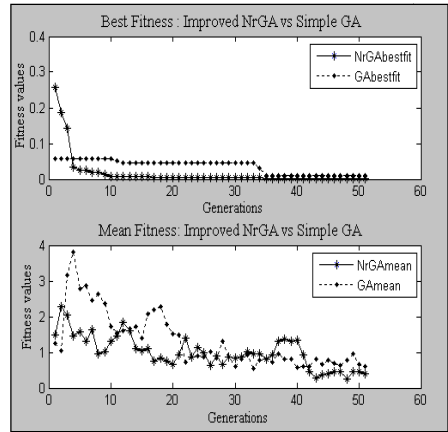 Best Fitness : Improved NrGA vs Simple GA
0.4
0.3
0.2
0.1
0
Fitness values
NrGAbestfit
GAbestfit
0 10 20 30 40 50 60
Generations
Mean Fitness: Improved NrGA vs Simple GA
4
3
2
1
0
Fitness values
NrGAmean
GAmean
0 10 20 30 40 50 60
Generations